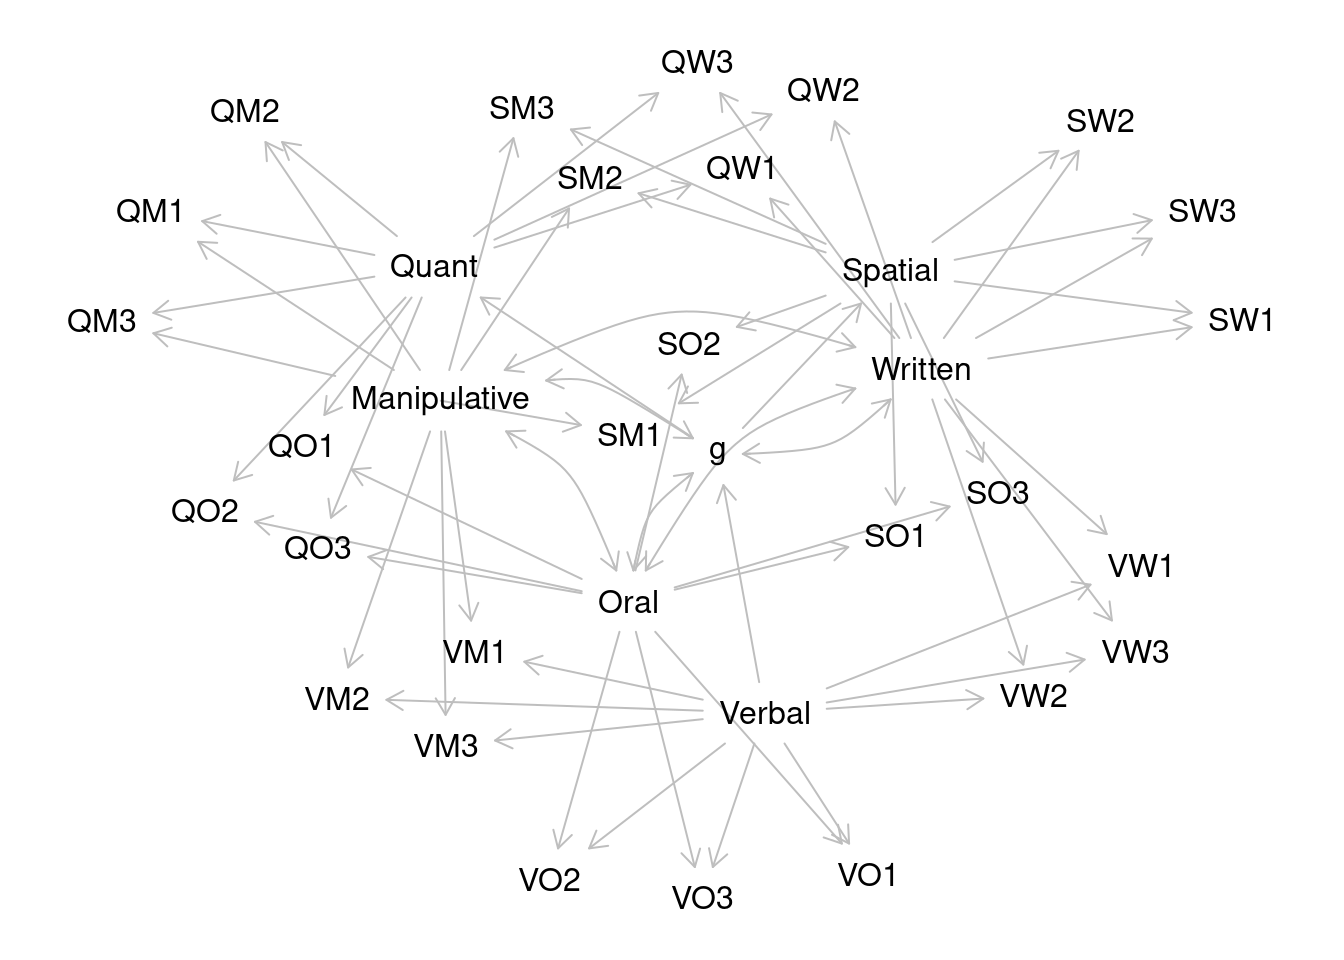 QW3
QW2
SM3
QM2
SW2
QW1
SM2
QM1
SW3
Quant
Spatial
QM3
SW1
SO2
Written
Manipulative
SM1
QO1
g
SO3
QO2
SO1
QO3
VW1
Oral
VM1
VW3
VM2
VW2
Verbal
VM3
VO1
VO2
VO3